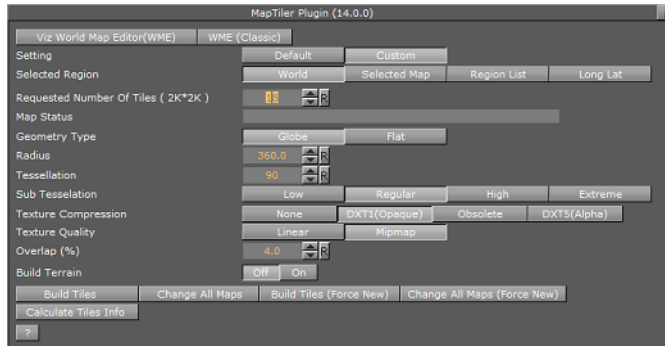 MapTiler Plugin (14.0.0)
Viz World Map Editor(WME) WME (Classic)
Setting Default Custom
Selected Region World Selected Map Region List Long Lat
Requested Number Of Tiles ( 2K*2K ) 18 R
Map Status
Geometry Type Globe Flat
Radius 360.0 R
Tessellation 90 R
Sub Tesselation Low Regular High Extreme
Texture Compression None DXT1(Opaque) Obsolete DXT5(Alpha)
Texture Quality Linear Mipmap
Overlap (%) 4.0 R
Build Terrain Off On
Build Tiles Change All Maps Build Tiles (Force New) Change All Maps (Force New)
Calculate Tiles Info
?